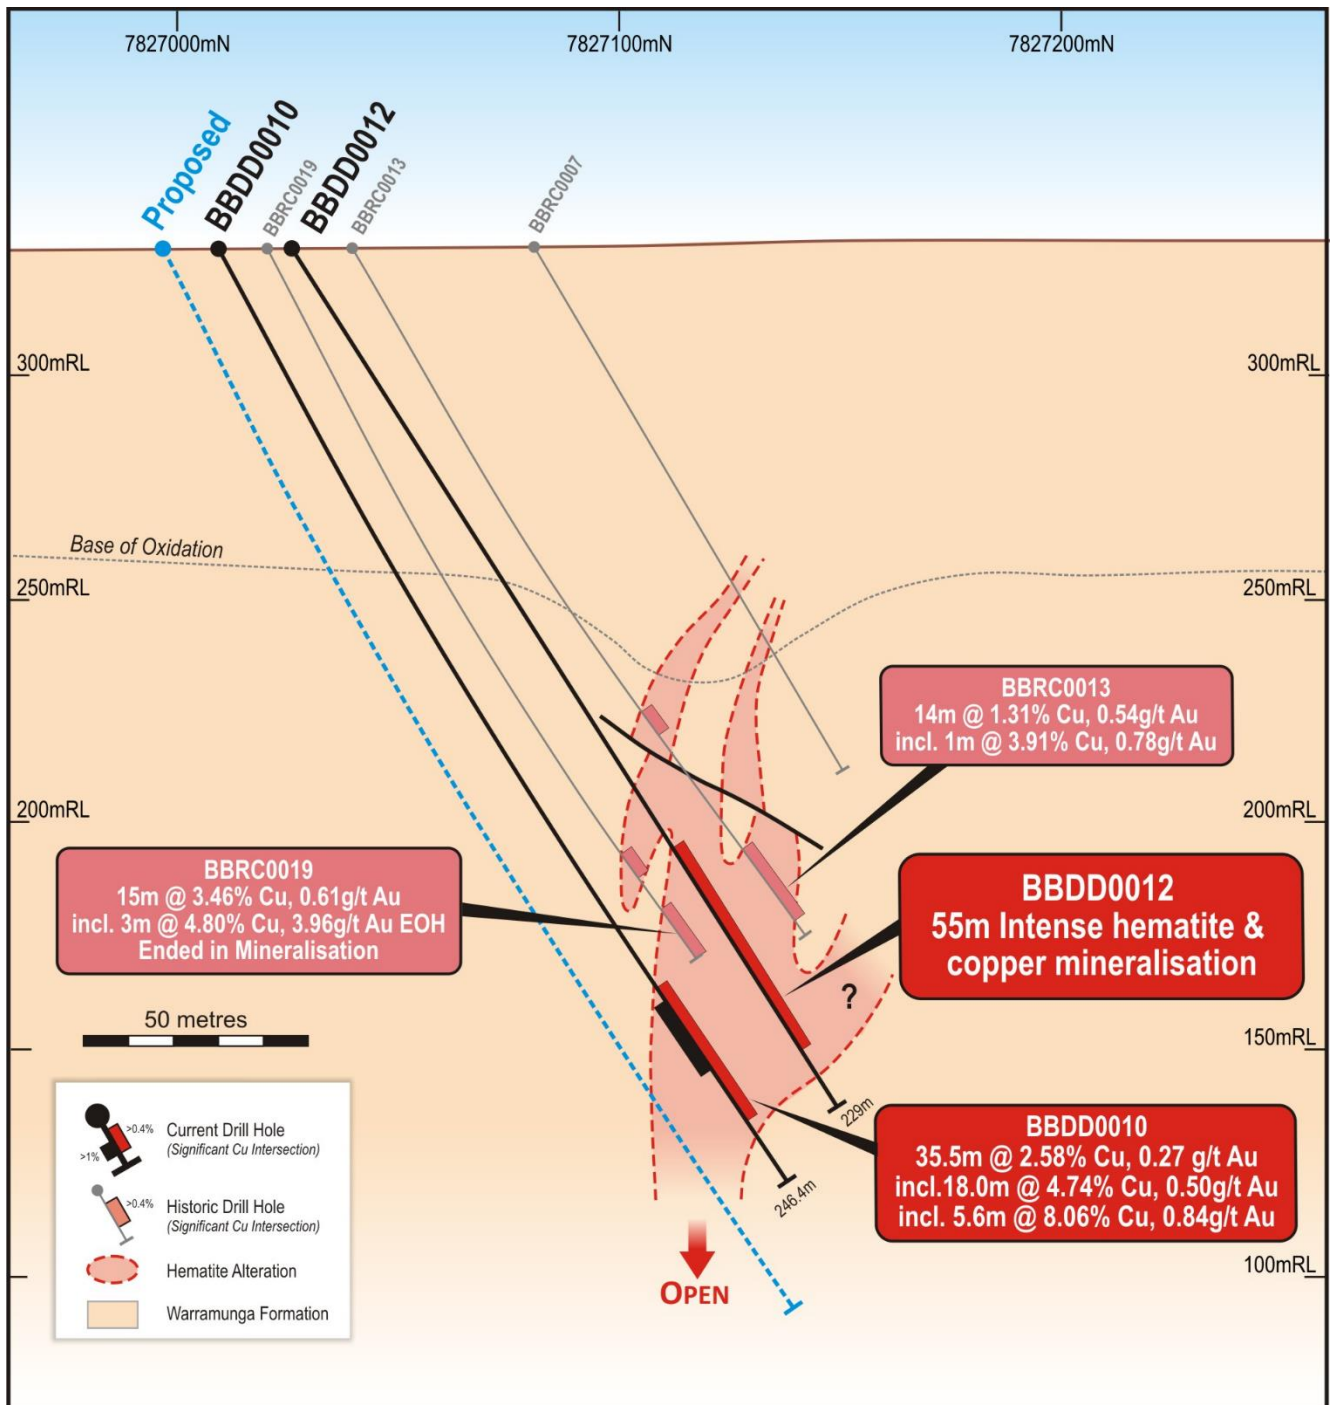 7827000mN
7827100mN
7827200mN
Proposed
BBDD0010
BBRC0019
BBDD0012
BBRC0013
BBRC0007
300mRL
300mRL
Base of Oxidation
250mRL
250mRL
BBRC0013
14m @ 1.31% Cu, 0.54g/t Au
incl. 1m @ 3.91% Cu, 0.78g/t Au
200mRL
200mRL
BBRC0019
15m @ 3.46% Cu, 0.61g/t Au
incl. 3m @ 4.80% Cu, 3.96g/t Au EOH
Ended in Mineralisation
BBDD0012
55m Intense hematite &
copper mineralisation
?
50 metres
150mRL
229m
246.4m
BBDD0010
35.5m @ 2.58% Cu, 0.27 g/t Au
incl.18.0m @ 4.74% Cu, 0.50g/t Au
incl. 5.6m @ 8.06% Cu, 0.84g/t Au
>0.4%
>1%
Current Drill Hole
(Significant Cu Intersection)
>0.4%
Historic Drill Hole
(Significant Cu Intersection)
Hematite Alteration
Warramunga Formation
OPEN
100mRL